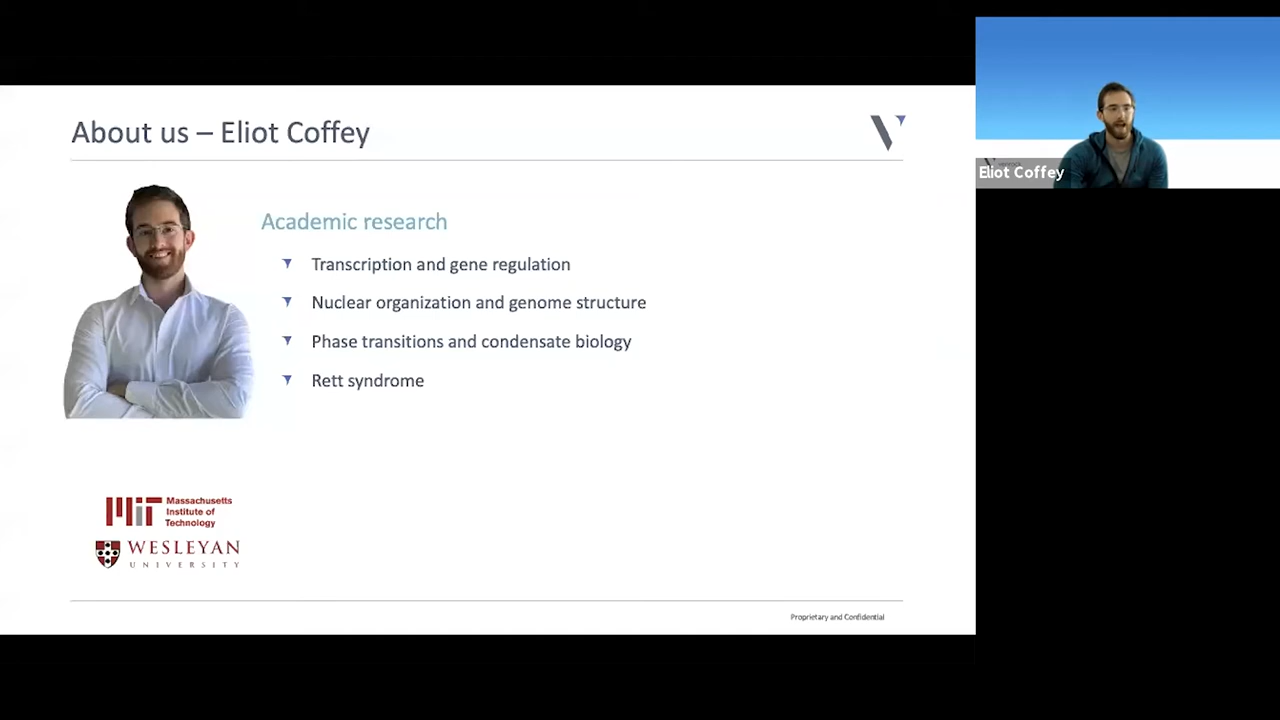 About us – Eliot Coffey
Academic research
Transcription and gene regulation
Nuclear organization and genome structure
Phase transitions and condensate biology
Rett syndrome
Massachusetts
Institute of
Technology
WESLEYAN
UNIVERSITY
Proprietary and Confidential
Eliot Coffey